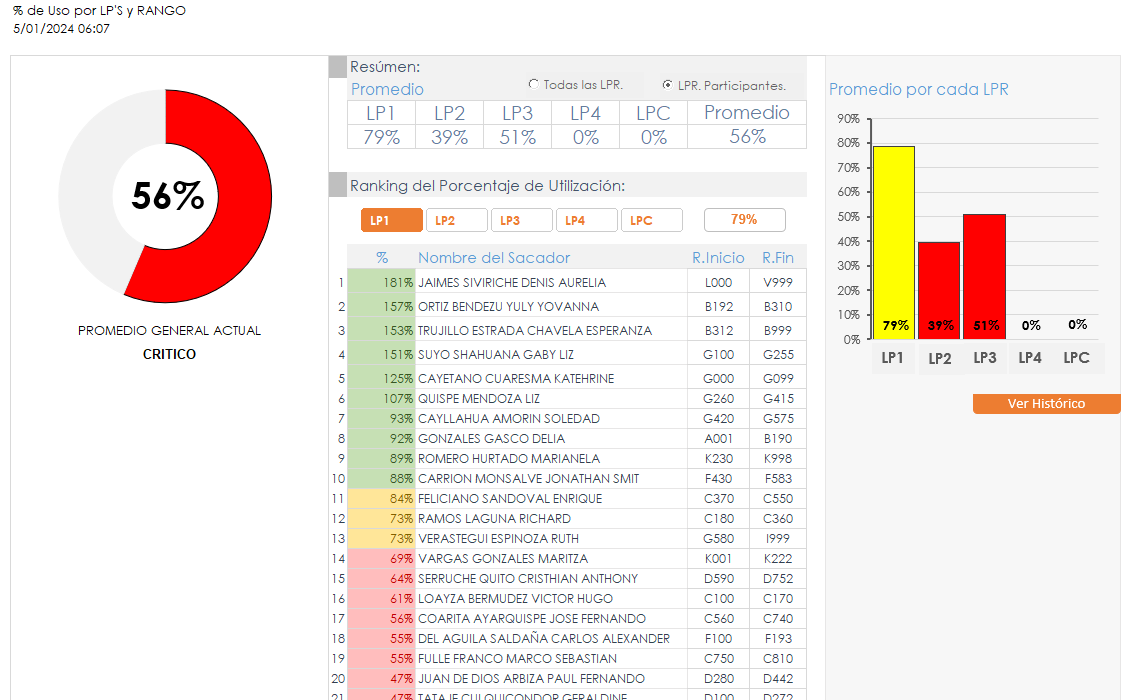 % de Uso por LP'S y RANGO
5/01/2024 06:07
56%
PROMEDIO GENERAL ACTUAL
CRITICO
Resúmen:
Promedio
Todas las LPR.
LPR. Participantes.
LP1 LP2 LP3 LP4 LPC Promedio
79% 39% 51% 0% 0% 56%
Ranking del Porcentaje de Utilización:
LP1 LP2 LP3 LP4 LPC 79%
% Nombre del Sacador R.Inicio R.Fin
1 181% JAIMES SIVIRICHE DENIS AURELIA L000 V999
2 157% ORTIZ BENDEZU YULY YOVANNA B192 B310
3 153% TRUJILLO ESTRADA CHAVELA ESPERANZA B312 B999
4 151% SUYO SHAHUANA GABY LIZ G100 G255
5 125% CAYETANO CUARESMA KATEHRINE G000 G099
6 107% QUISPE MENDOZA LIZ G260 G415
7 93% CAYLLAHUA AMORIN SOLEDAD G420 G575
8 92% GONZALES GASCO DELIA A001 B190
9 89% ROMERO HURTADO MARIANELA K230 K998
10 88% CARRION MONSALVE JONATHAN SMIT F430 F583
11 84% FELICIANO SANDOVAL ENRIQUE C370 C550
12 73% RAMOS LAGUNA RICHARD C180 C360
13 73% VERASTEGUI ESPINOZA RUTH G580 I999
14 69% VARGAS GONZALES MARITZA K001 K222
15 64% SERRUCHE QUITO CRISTHIAN ANTHONY D590 D752
16 61% LOAYZA BERMUDEZ VICTOR HUGO C100 C170
17 56% COARITA AYARQUISPE JOSE FERNANDO C560 C740
18 55% DEL AGUILA SALDAÑA CARLOS ALEXANDER F100 F193
19 55% FULLE FRANCO MARCO SEBASTIAN C750 C810
20 47% JUAN DE DIOS ARBIZA PAUL FERNANDO D280 D442
21 47% TATAJE CULQUICONDOR GERALDINE D100 D272
Promedio por cada LPR
90%
80%
70%
60%
50%
40%
30%
20%
10%
0%
79% 39% 51% 0% 0%
LP1 LP2 LP3 LP4 LPC
Ver Histórico